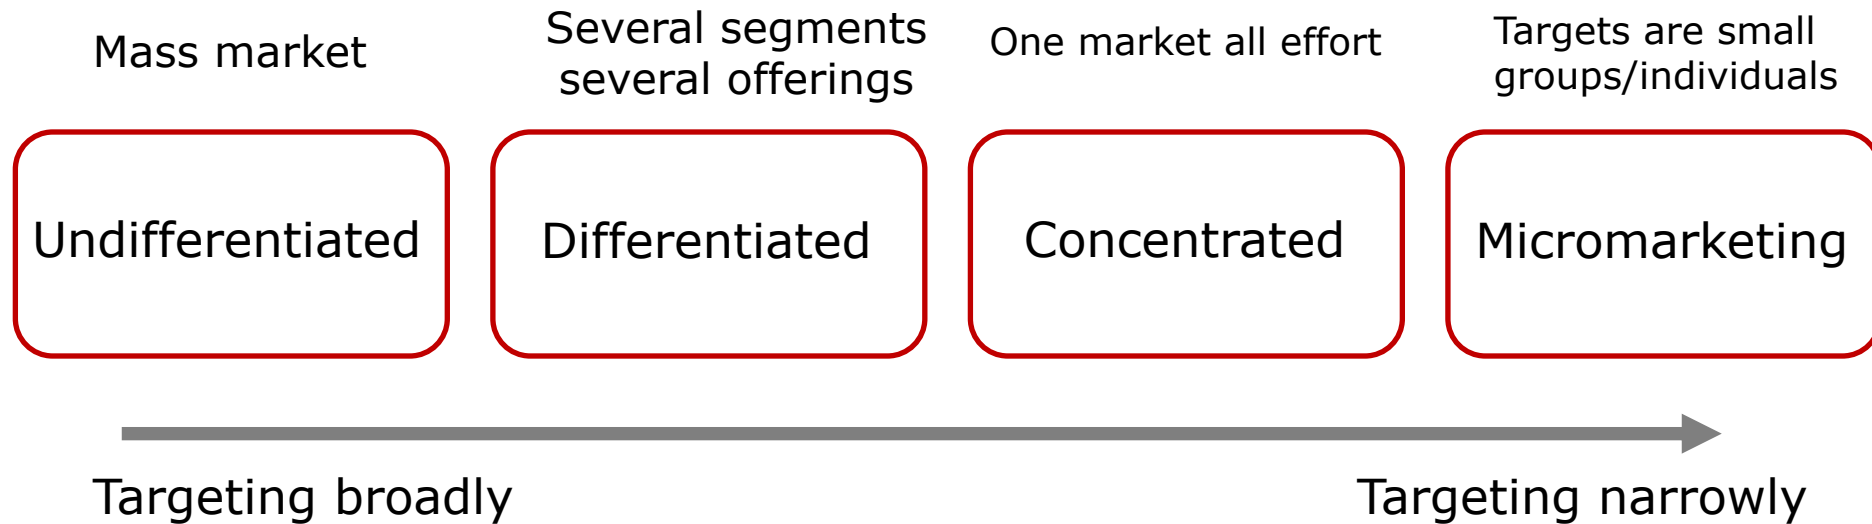 Mass market
Several segments
several offerings
One market all effort
Targets are small
groups/individuals
Undifferentiated
Differentiated
Concentrated
Micromarketing
Targeting broadly
Targeting narrowly